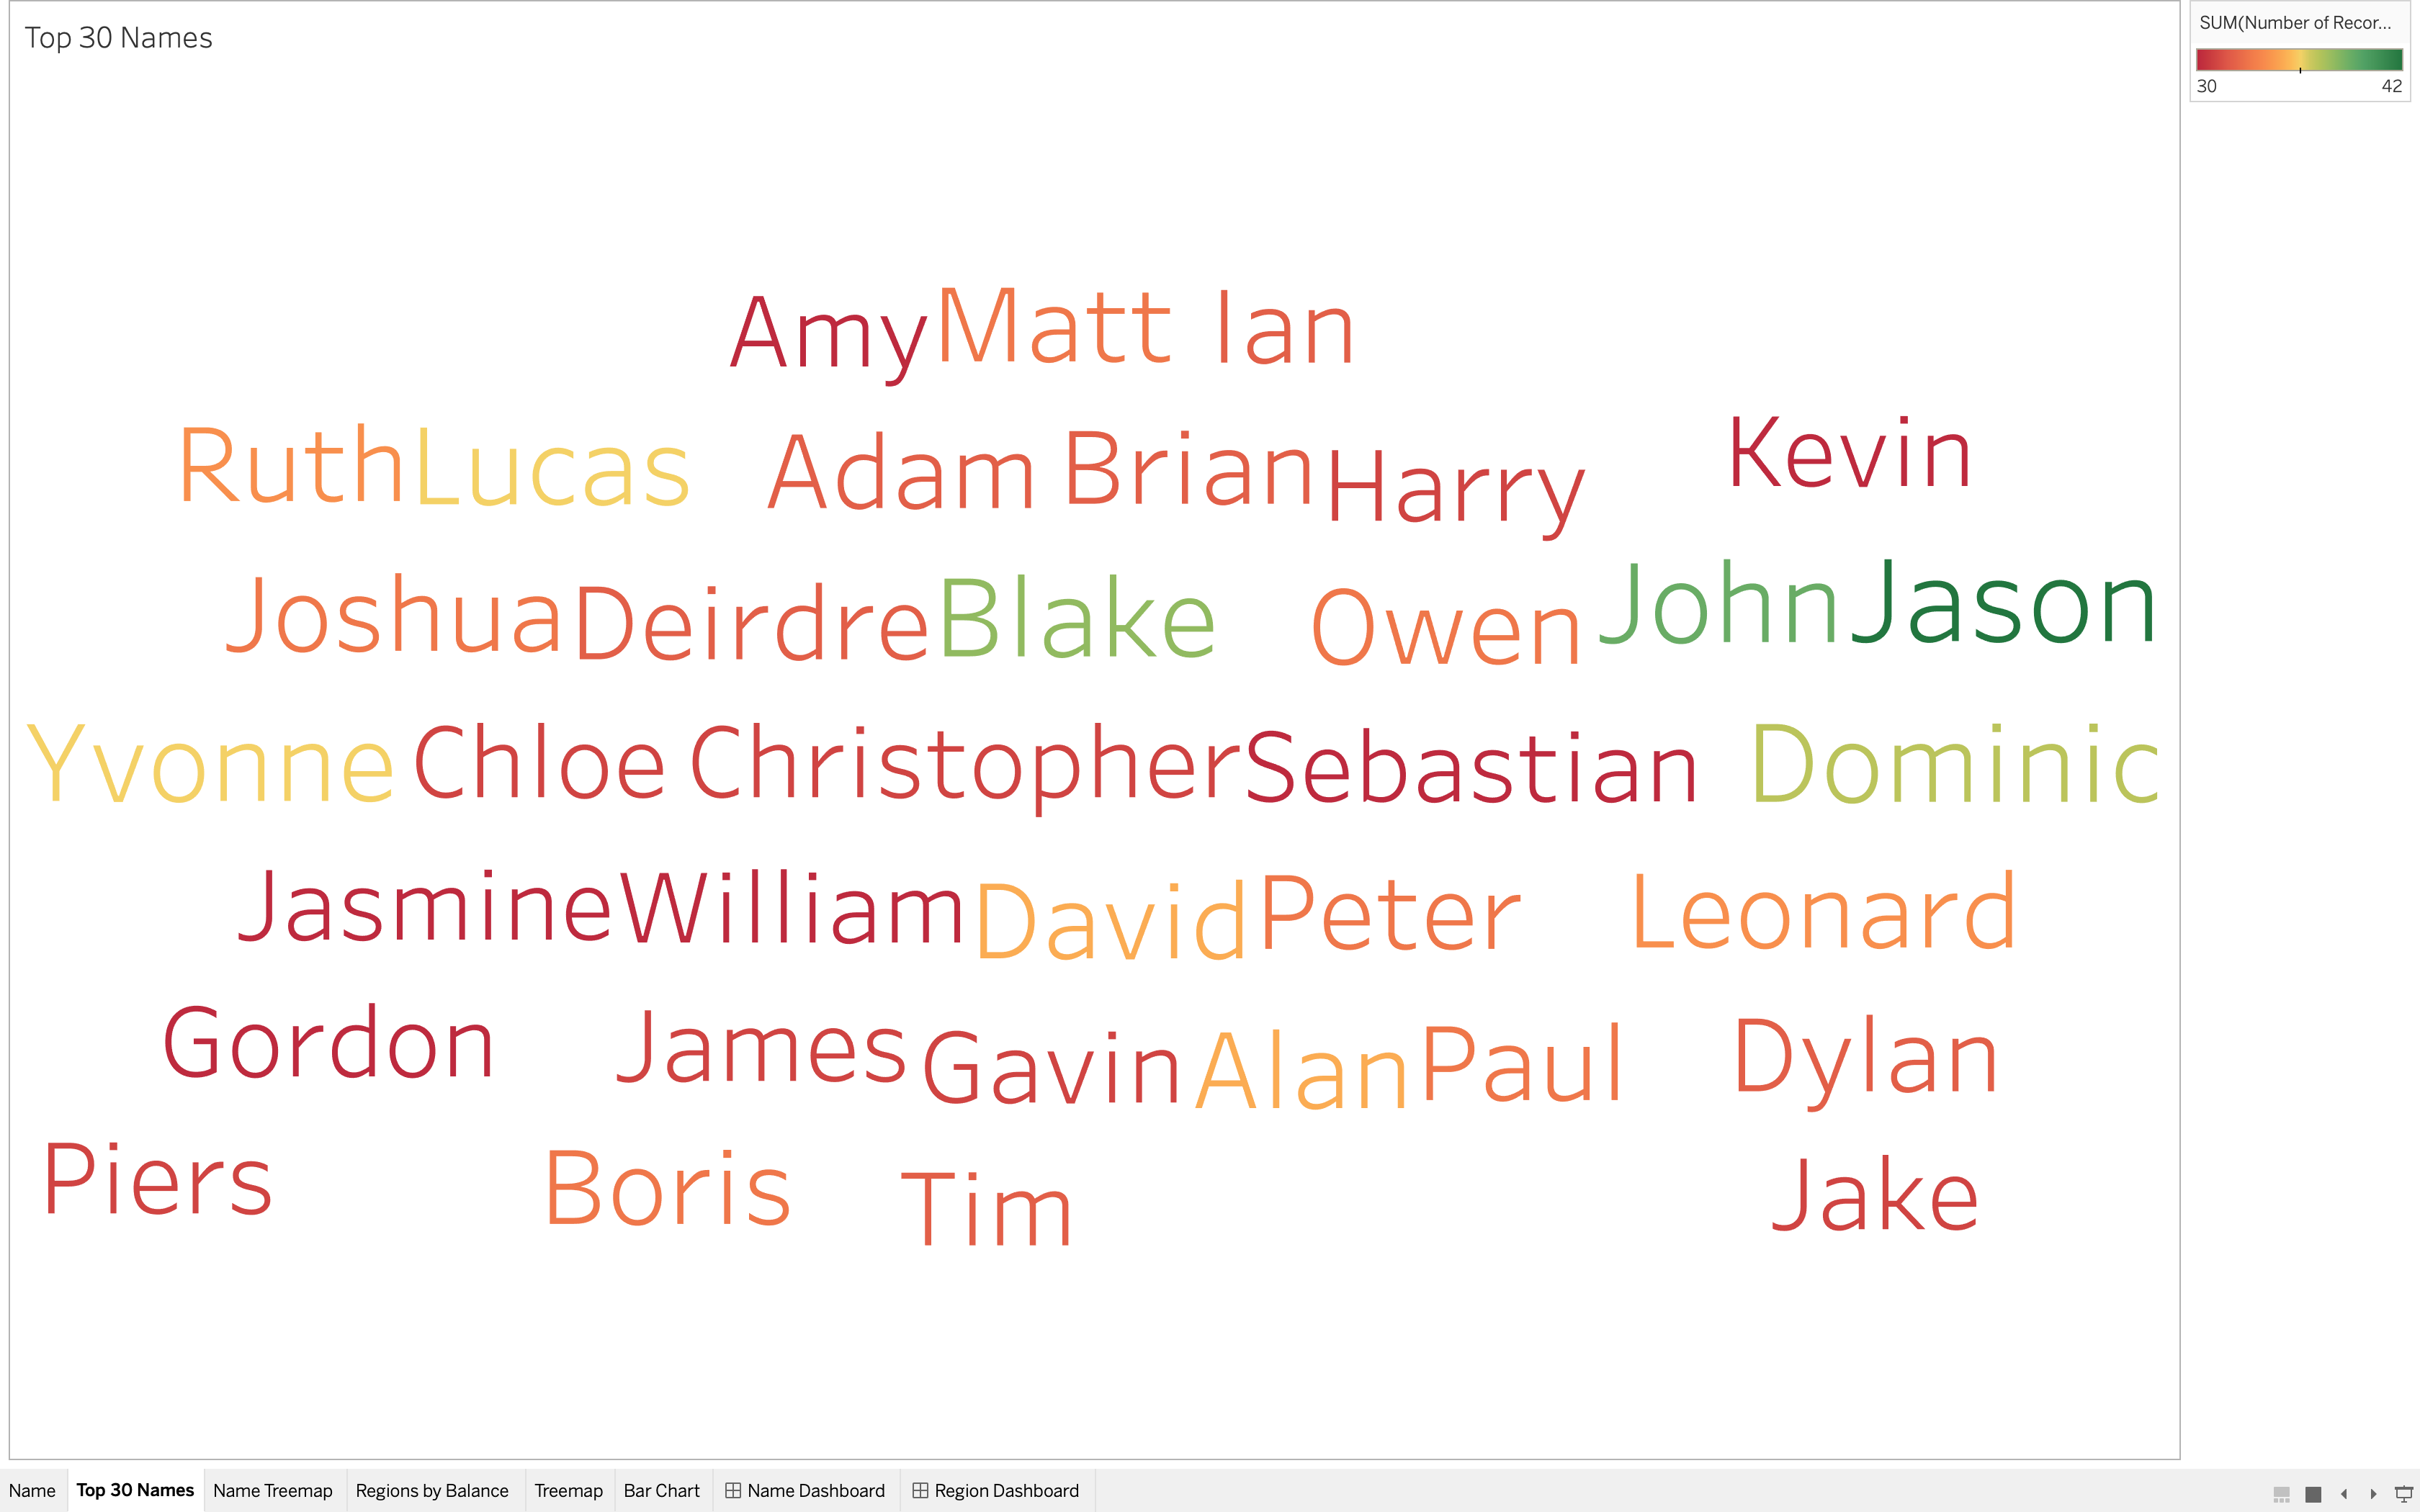 Top 30 Names
SUM(Number of Recor...
30 42
Amy Matt Ian
Ruth Lucas Adam Brian Harry Kevin
Joshua Deirdre Blake Owen John Jason
Yvonne Chloe Christopher Sebastian Dominic
Jasmine William David Peter Leonard
Gordon James Gavin Alan Paul Dylan
Piers Boris Tim Jake
Name Top 30 Names Name Treemap Regions by Balance Treemap Bar Chart Name Dashboard Region Dashboard